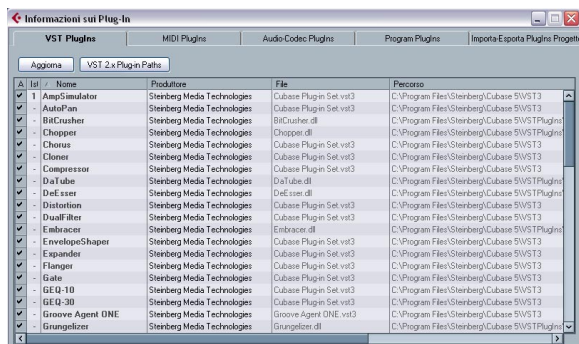 Informazioni sui Plug-In
VST PlugIns MIDI PlugIns Audio-Codec PlugIns Program PlugIns Importa-Esporta PlugIns Progett
Aggiorna VST 2.x Plug-in Paths
A Ist / Nome Produttore File Percorso
1 AmpSimulator Steinberg Media Technologies Cubase Plug-in Set.vst3 C:\Program Files\Steinberg\Cubase 5\VST3
- AutoPan Steinberg Media Technologies Cubase Plug-in Set.vst3 C:\Program Files\Steinberg\Cubase 5\VST3
- BitCrusher Steinberg Media Technologies BitCrusher.dll C:\Program Files\Steinberg\Cubase 5\VSTPlugIns\
- Chopper Steinberg Media Technologies Chopper.dll C:\Program Files\Steinberg\Cubase 5\VSTPlugIns\
- Chorus Steinberg Media Technologies Cubase Plug-in Set.vst3 C:\Program Files\Steinberg\Cubase 5\VST3
- Cloner Steinberg Media Technologies Cubase Plug-in Set.vst3 C:\Program Files\Steinberg\Cubase 5\VST3
- Compressor Steinberg Media Technologies Cubase Plug-in Set.vst3 C:\Program Files\Steinberg\Cubase 5\VST3
- DaTube Steinberg Media Technologies DaTube.dll C:\Program Files\Steinberg\Cubase 5\VSTPlugIns\
- DeEsser Steinberg Media Technologies DeEsser.dll C:\Program Files\Steinberg\Cubase 5\VSTPlugIns\
- Distortion Steinberg Media Technologies Cubase Plug-in Set.vst3 C:\Program Files\Steinberg\Cubase 5\VST3
- DualFilter Steinberg Media Technologies Cubase Plug-in Set.vst3 C:\Program Files\Steinberg\Cubase 5\VST3
- Embracer Steinberg Media Technologies Embracer.dll C:\Program Files\Steinberg\Cubase 5\VSTPlugIns\
- EnvelopeShaper Steinberg Media Technologies Cubase Plug-in Set.vst3 C:\Program Files\Steinberg\Cubase 5\VST3
- Expander Steinberg Media Technologies Cubase Plug-in Set.vst3 C:\Program Files\Steinberg\Cubase 5\VST3
- Flanger Steinberg Media Technologies Cubase Plug-in Set.vst3 C:\Program Files\Steinberg\Cubase 5\VST3
- Gate Steinberg Media Technologies Cubase Plug-in Set.vst3 C:\Program Files\Steinberg\Cubase 5\VST3
- GEQ-10 Steinberg Media Technologies Cubase Plug-in Set.vst3 C:\Program Files\Steinberg\Cubase 5\VST3
- GEQ-30 Steinberg Media Technologies Cubase Plug-in Set.vst3 C:\Program Files\Steinberg\Cubase 5\VST3
- Groove Agent ONE Steinberg Media Technologies Groove Agent ONE.vst3 C:\Program Files\Steinberg\Cubase 5\VST3
- Grungelizer Steinberg Media Technologies Grungelizer.dll C:\Program Files\Steinberg\Cubase 5\VSTPlugIns\